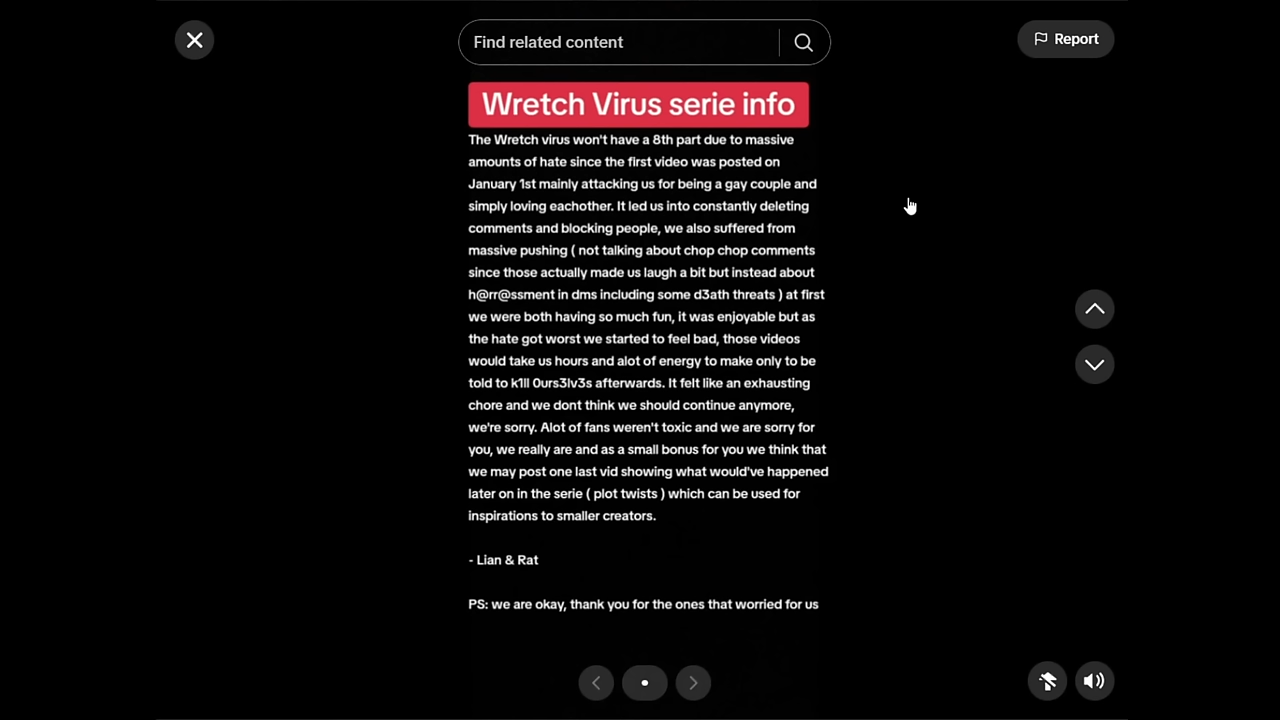 Find related content
Report
Wretch Virus serie info
The Wretch virus won't have a 8th part due to massive
amounts of hate since the first video was posted on
January 1st mainly attacking us for being a gay couple and
simply loving eachother. It led us into constantly deleting
comments and blocking people, we also suffered from
massive pushing ( not talking about chop chop comments
since those actually made us laugh a bit but instead about
h@rr@ssment in dms including some d3ath threats ) at first
we were both having so much fun, it was enjoyable but as
the hate got worst we started to feel bad, those videos
would take us hours and alot of energy to make only to be
told to k1ll 0urs3lv3s afterwards. It felt like an exhausting
chore and we dont think we should continue anymore,
we're sorry. Alot of fans weren't toxic and we are sorry for
you, we really are and as a small bonus for you we think that
we may post one last vid showing what would've happened
later on in the serie ( plot twists ) which can be used for
inspirations to smaller creators.
- Lian & Rat
PS: we are okay, thank you for the ones that worried for us